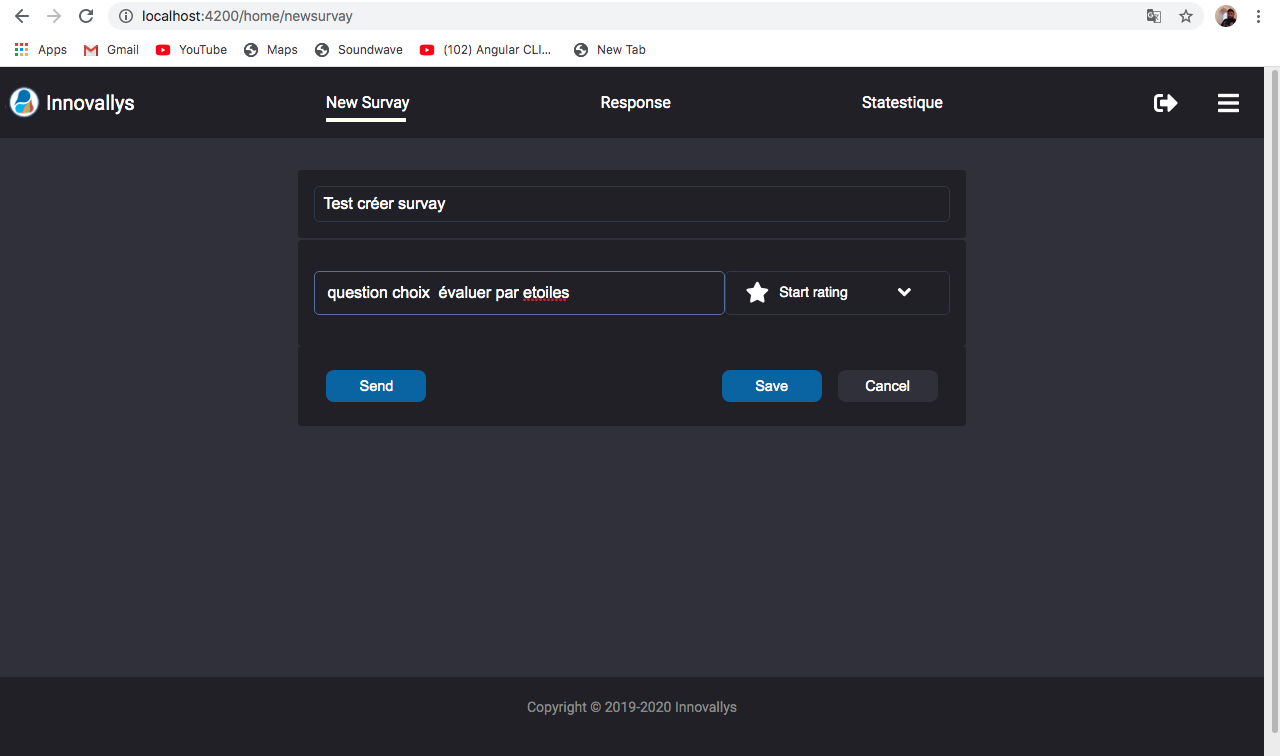 localhost:4200/home/newsurvay
Apps Gmail YouTube Maps Soundwave (102) Angular CLI... New Tab
Innovallys New Survay Response Statestique
Test créer survay
question choix  évaluer par etoiles Start rating
Send Save Cancel
Copyright © 2019-2020 Innovallys